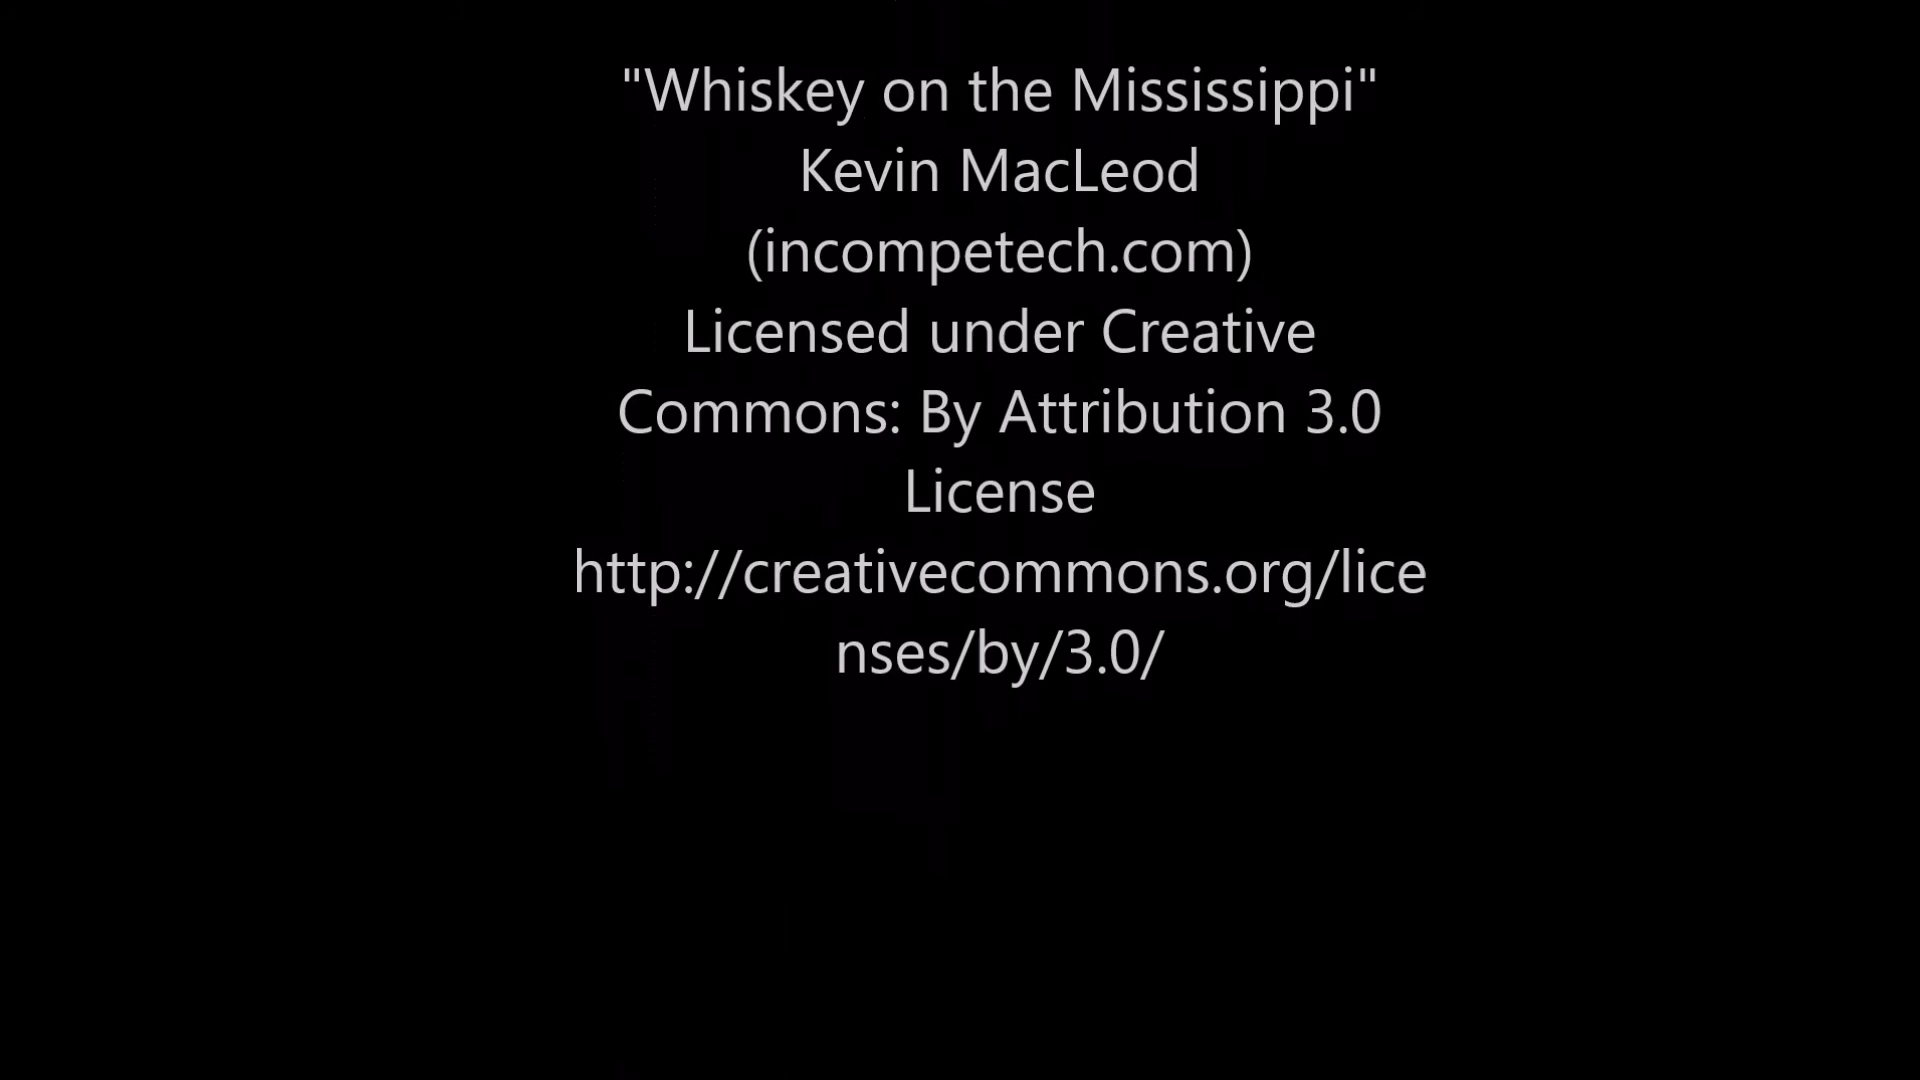 "Whiskey on the Mississippi"
Kevin MacLeod
(incompetech.com)
Licensed under Creative
Commons: By Attribution 3.0
License
http://creativecommons.org/lice
nses/by/3.0/